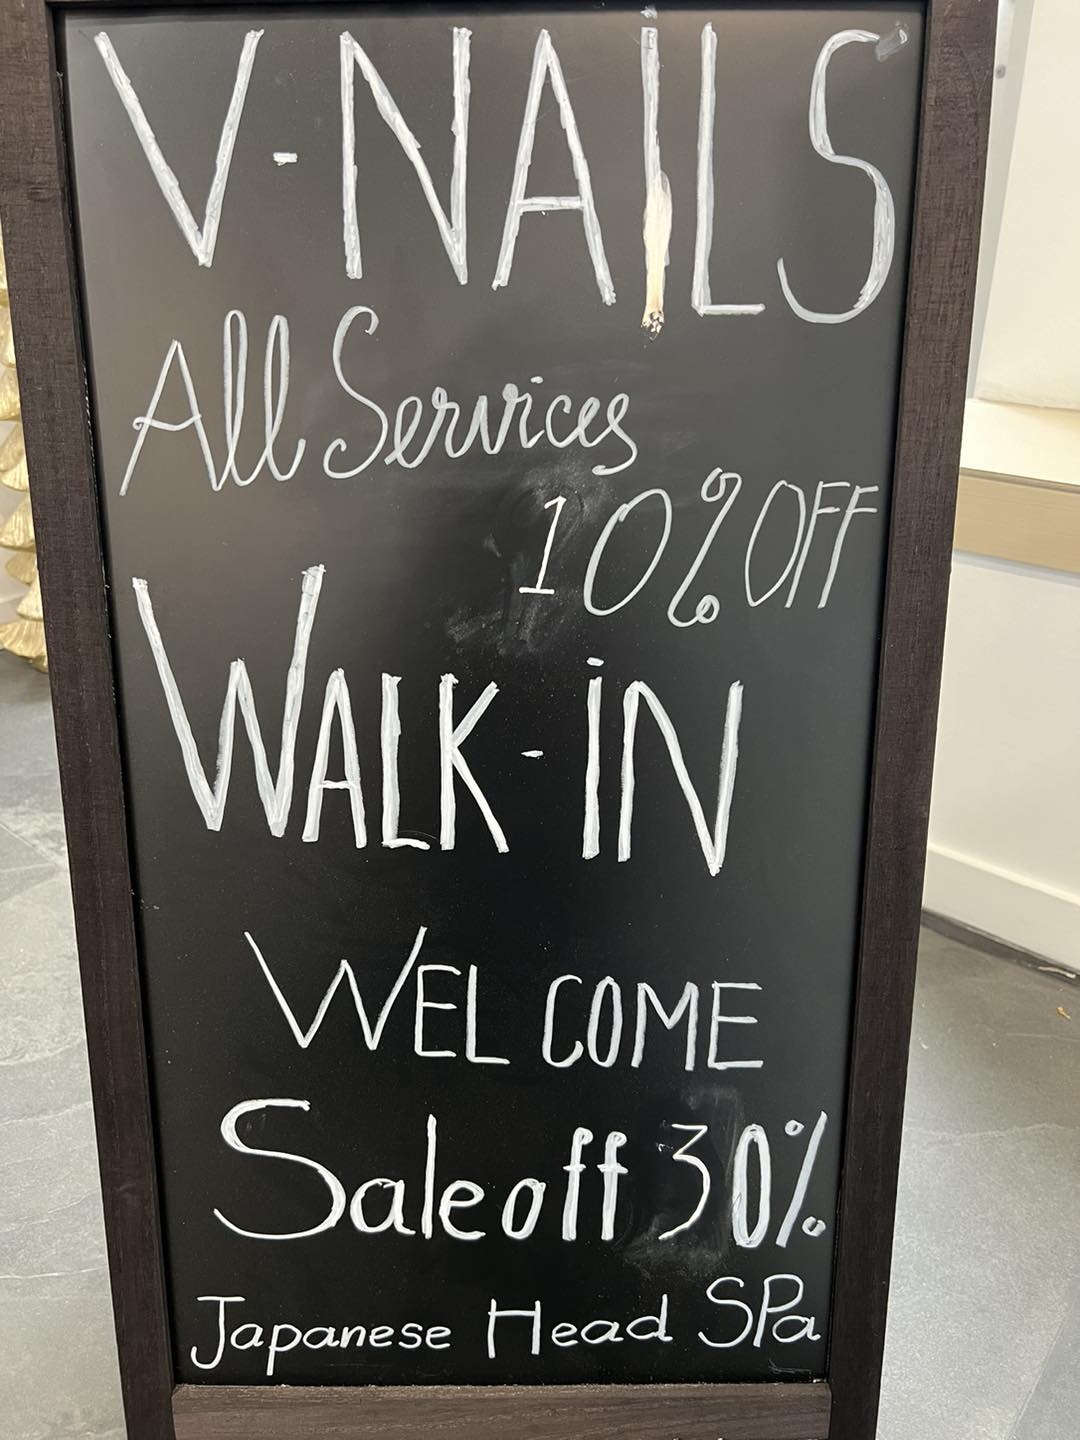 V-NAiLS
All Services
10% OFF
WALK-iN
WELCOME
Sale off 30%
Japanese Head SPa